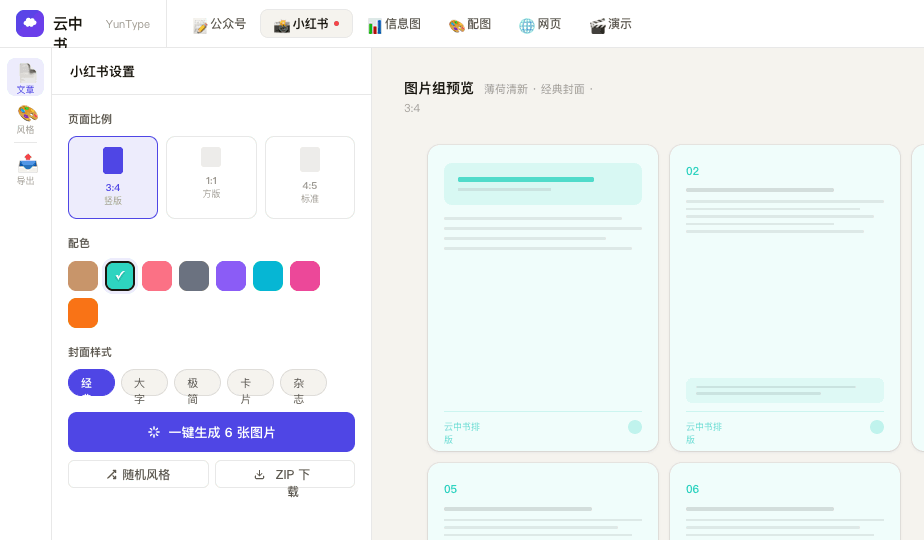 云中书
YunType
公众号
小红书
信息图
配图
网页
演示
文章
风格
导出
小红书设置
页面比例
3:4
竖版
1:1
方版
4:5
标准
配色
封面样式
大字
极简
卡片
杂志
一键生成 6 张图片
随机风格
ZIP 下载
图片组预览
薄荷清新 · 经典封面 · 3:4
云中书排版
02
云中书排版
05
06